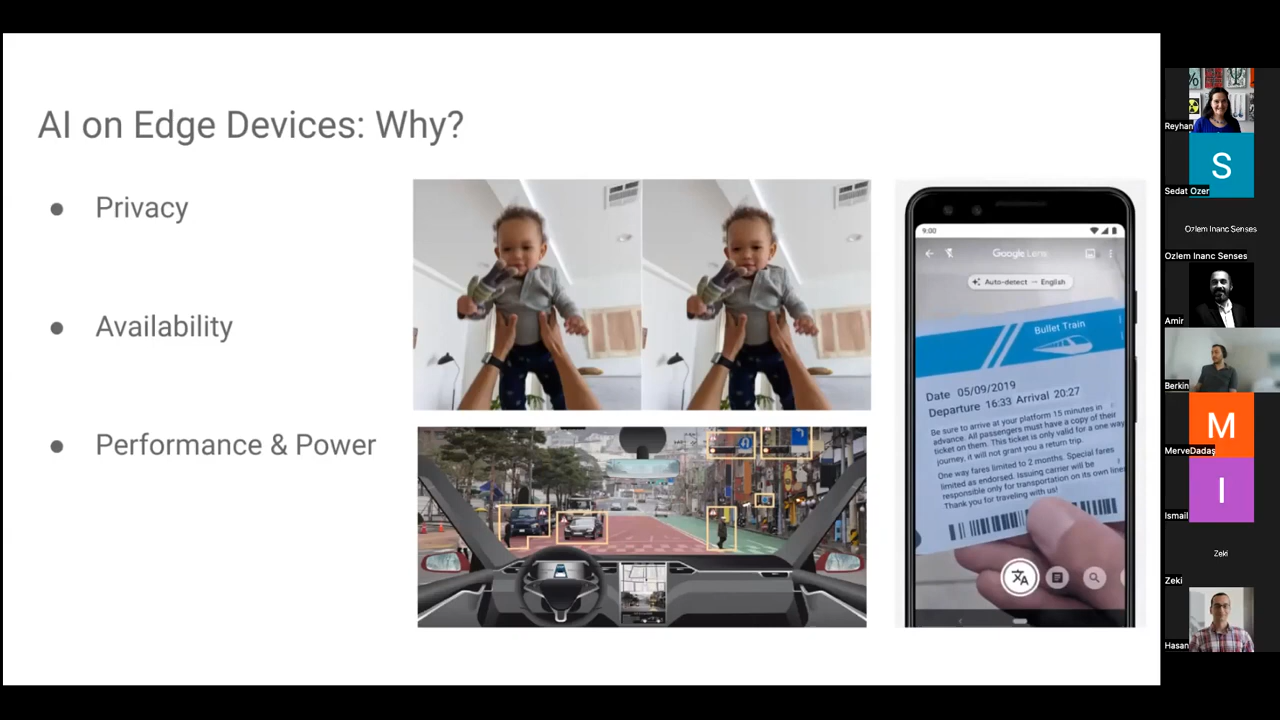 AI on Edge Devices: Why?
● Privacy
● Availability
● Performance & Power
9:00
Google Lens
Auto-detect → English
Bullet Train
Date 05/09/2019
Departure 16:33 Arrival 20:27
Be sure to arrive at your platform 15 minutes in
advance. All passengers must have a copy of their
ticket on them. This ticket is only valid for a one way
journey, it will not grant you a return trip.
One way fares limited to 2 months. Special fares
limited as endorsed. Issuing carrier will be
responsible only for transportation on its own lines
Thank you for traveling with us!
Reyhan
S
Sedat Ozer
Ozlem Inanc Senses
Ozlem Inanc Senses
Amir
Berkin
M
MerveDadaş
I
Ismail
Zeki
Zeki
Hasan